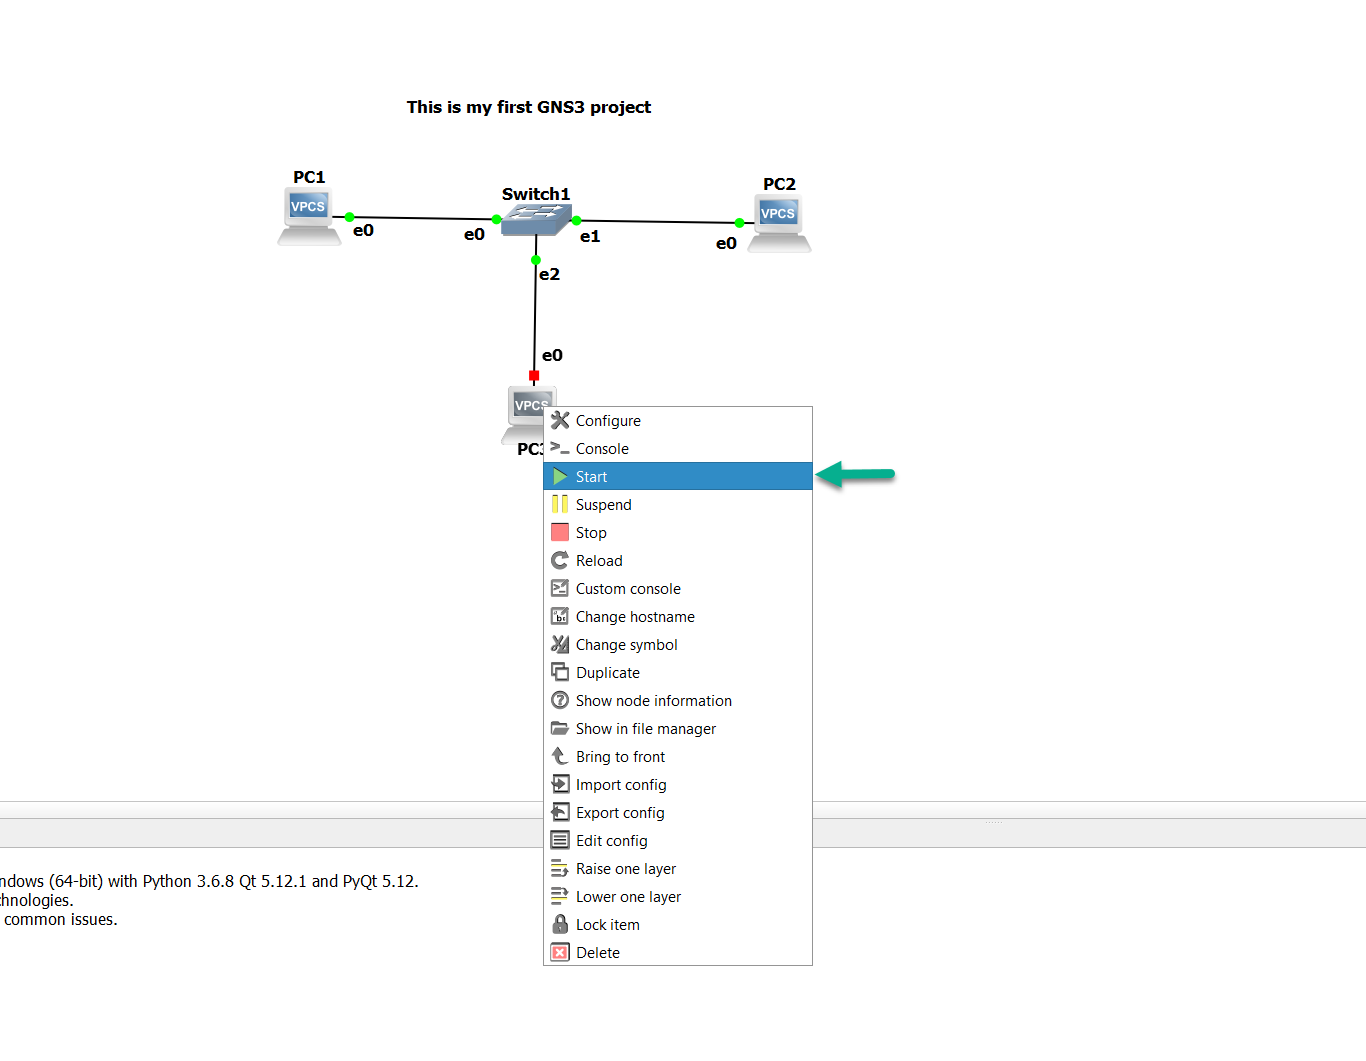 This is my first GNS3 project
PC1
VPCS
e0
Switch1
e0
e1
PC2
VPCS
e0
e2
e0
VPCS
PC3
Configure
Console
Start
Suspend
Stop
Reload
Custom console
Change hostname
Change symbol
Duplicate
Show node information
Show in file manager
Bring to front
Import config
Export config
Edit config
Raise one layer
Lower one layer
Lock item
Delete
ndows (64-bit) with Python 3.6.8 Qt 5.12.1 and PyQt 5.12.
chnologies.
common issues.